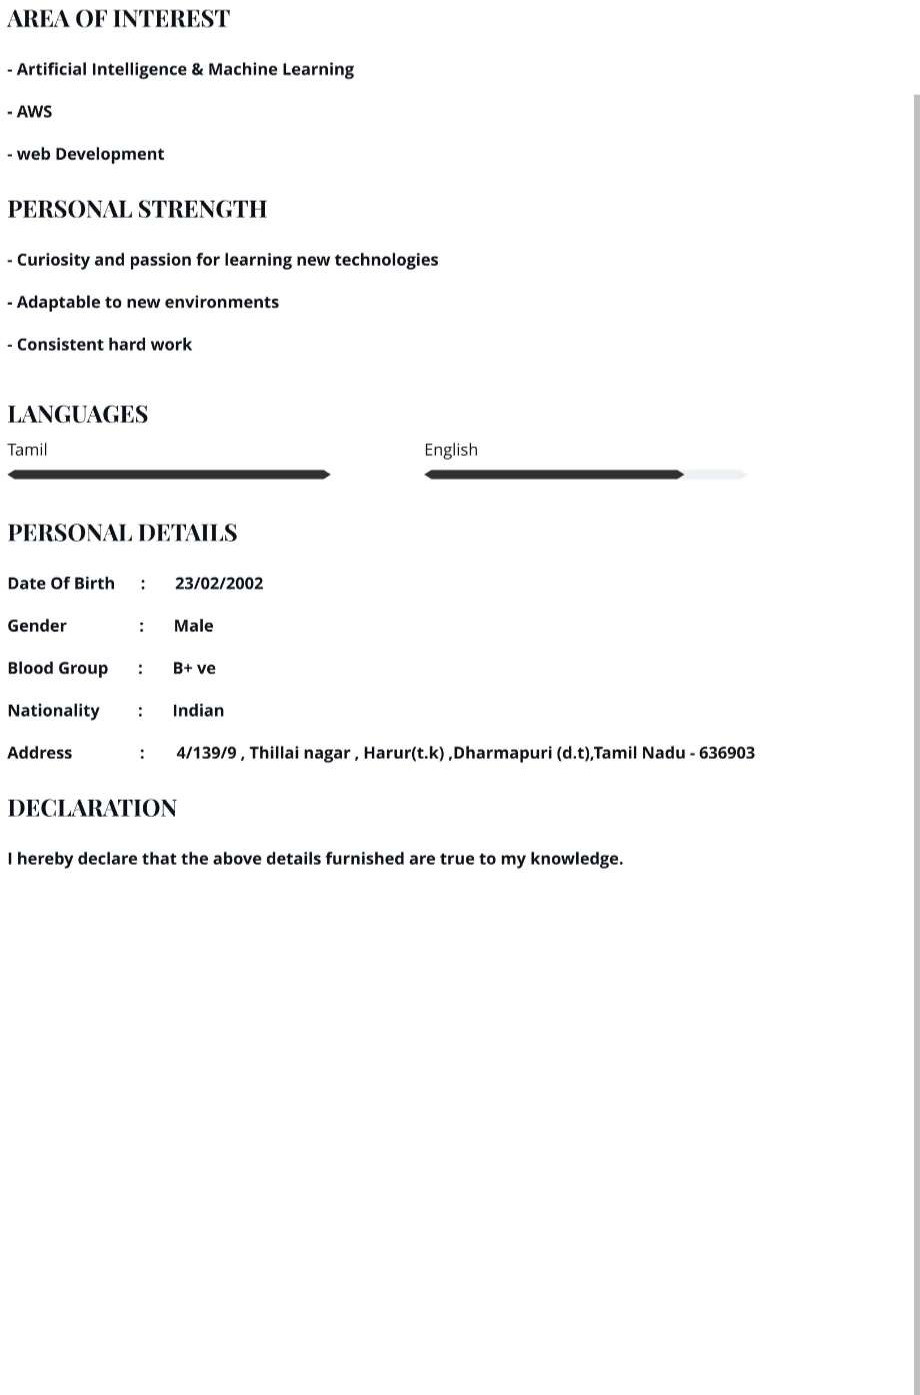 AREA OF INTEREST
- Artificial Intelligence & Machine Learning
- AWS
- web Development
PERSONAL STRENGTH
- Curiosity and passion for learning new technologies
- Adaptable to new environments
- Consistent hard work
LANGUAGES
Tamil English
PERSONAL DETAILS
Date Of Birth : 23/02/2002
Gender : Male
Blood Group : B+ ve
Nationality : Indian
Address : 4/139/9 , Thillai nagar , Harur(t.k) ,Dharmapuri (d.t),Tamil Nadu - 636903
DECLARATION
I hereby declare that the above details furnished are true to my knowledge.